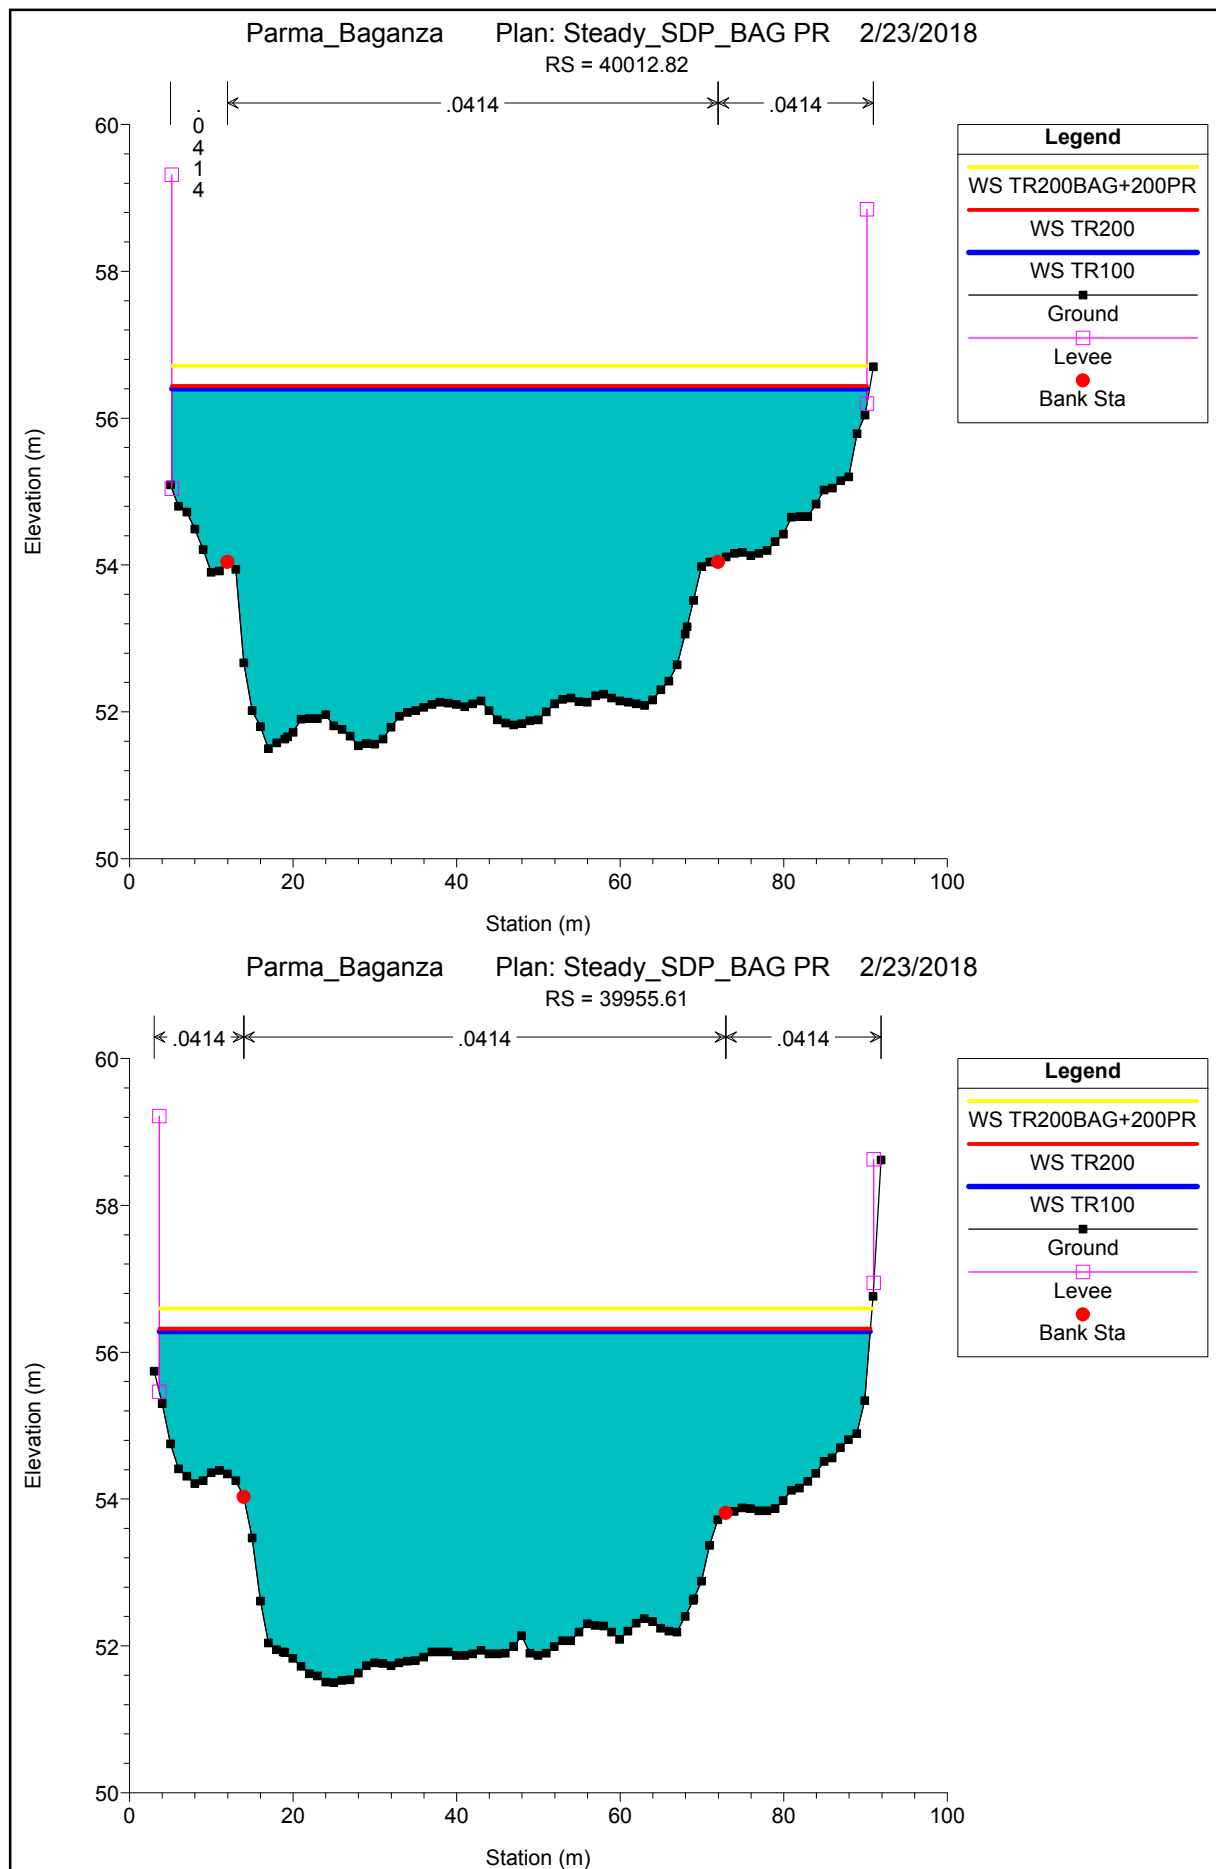 Parma_Baganza Plan: Steady_SDP_BAG PR 2/23/2018
RS = 40012.82
.0414 .0414 .0414
60
58
56
54
52
50
0 20 40 60 80 100
Elevation (m)
Station (m)
Legend
WS TR200BAG+200PR
WS TR200
WS TR100
Ground
Levee
Bank Sta
Parma_Baganza Plan: Steady_SDP_BAG PR 2/23/2018
RS = 39955.61
.0414 .0414 .0414
60
58
56
54
52
50
0 20 40 60 80 100
Elevation (m)
Station (m)
Legend
WS TR200BAG+200PR
WS TR200
WS TR100
Ground
Levee
Bank Sta